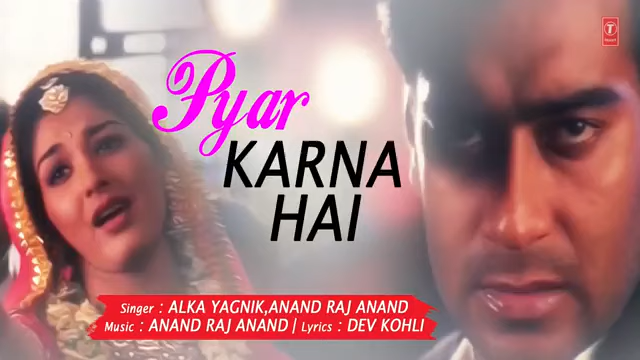 T
Pyar
KARNA
HAI
Singer : ALKA YAGNIK,ANAND RAJ ANAND
Music : ANAND RAJ ANAND | Lyrics : DEV KOHLI